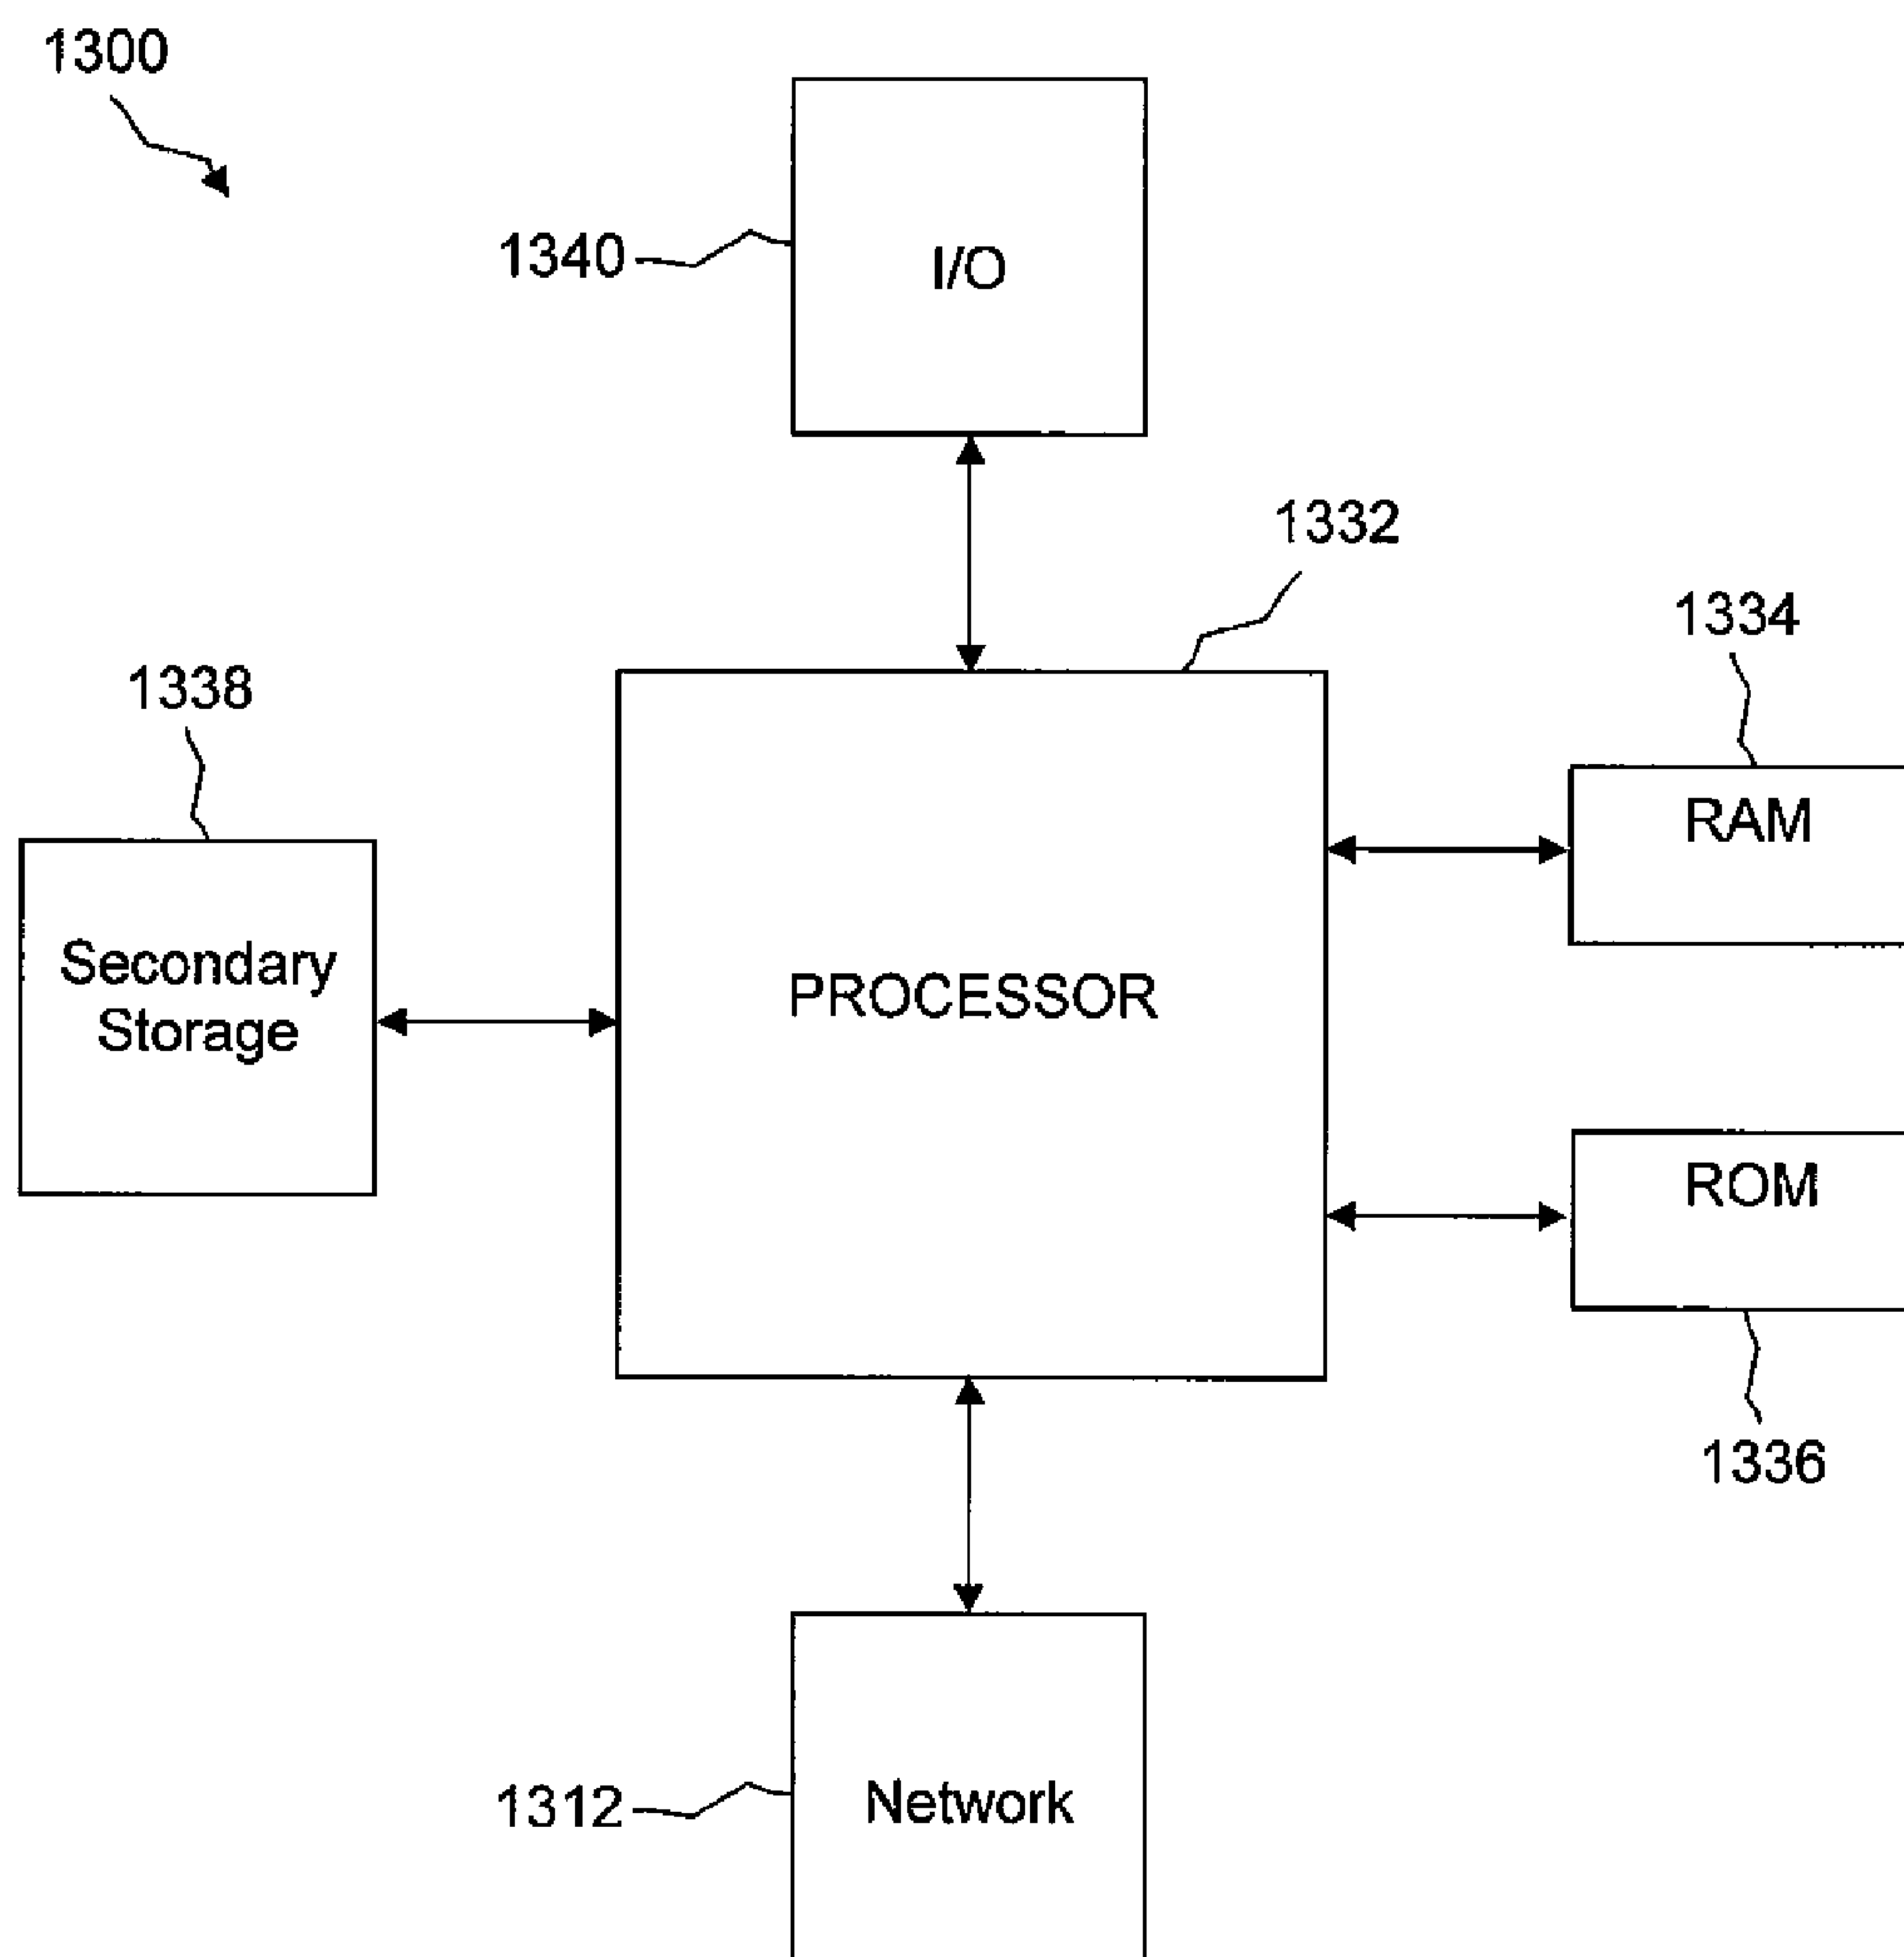 1300
1340
I/O
1332
1334
1338
RAM
Secondary
Storage
PROCESSOR
ROM
1336
1312
Network